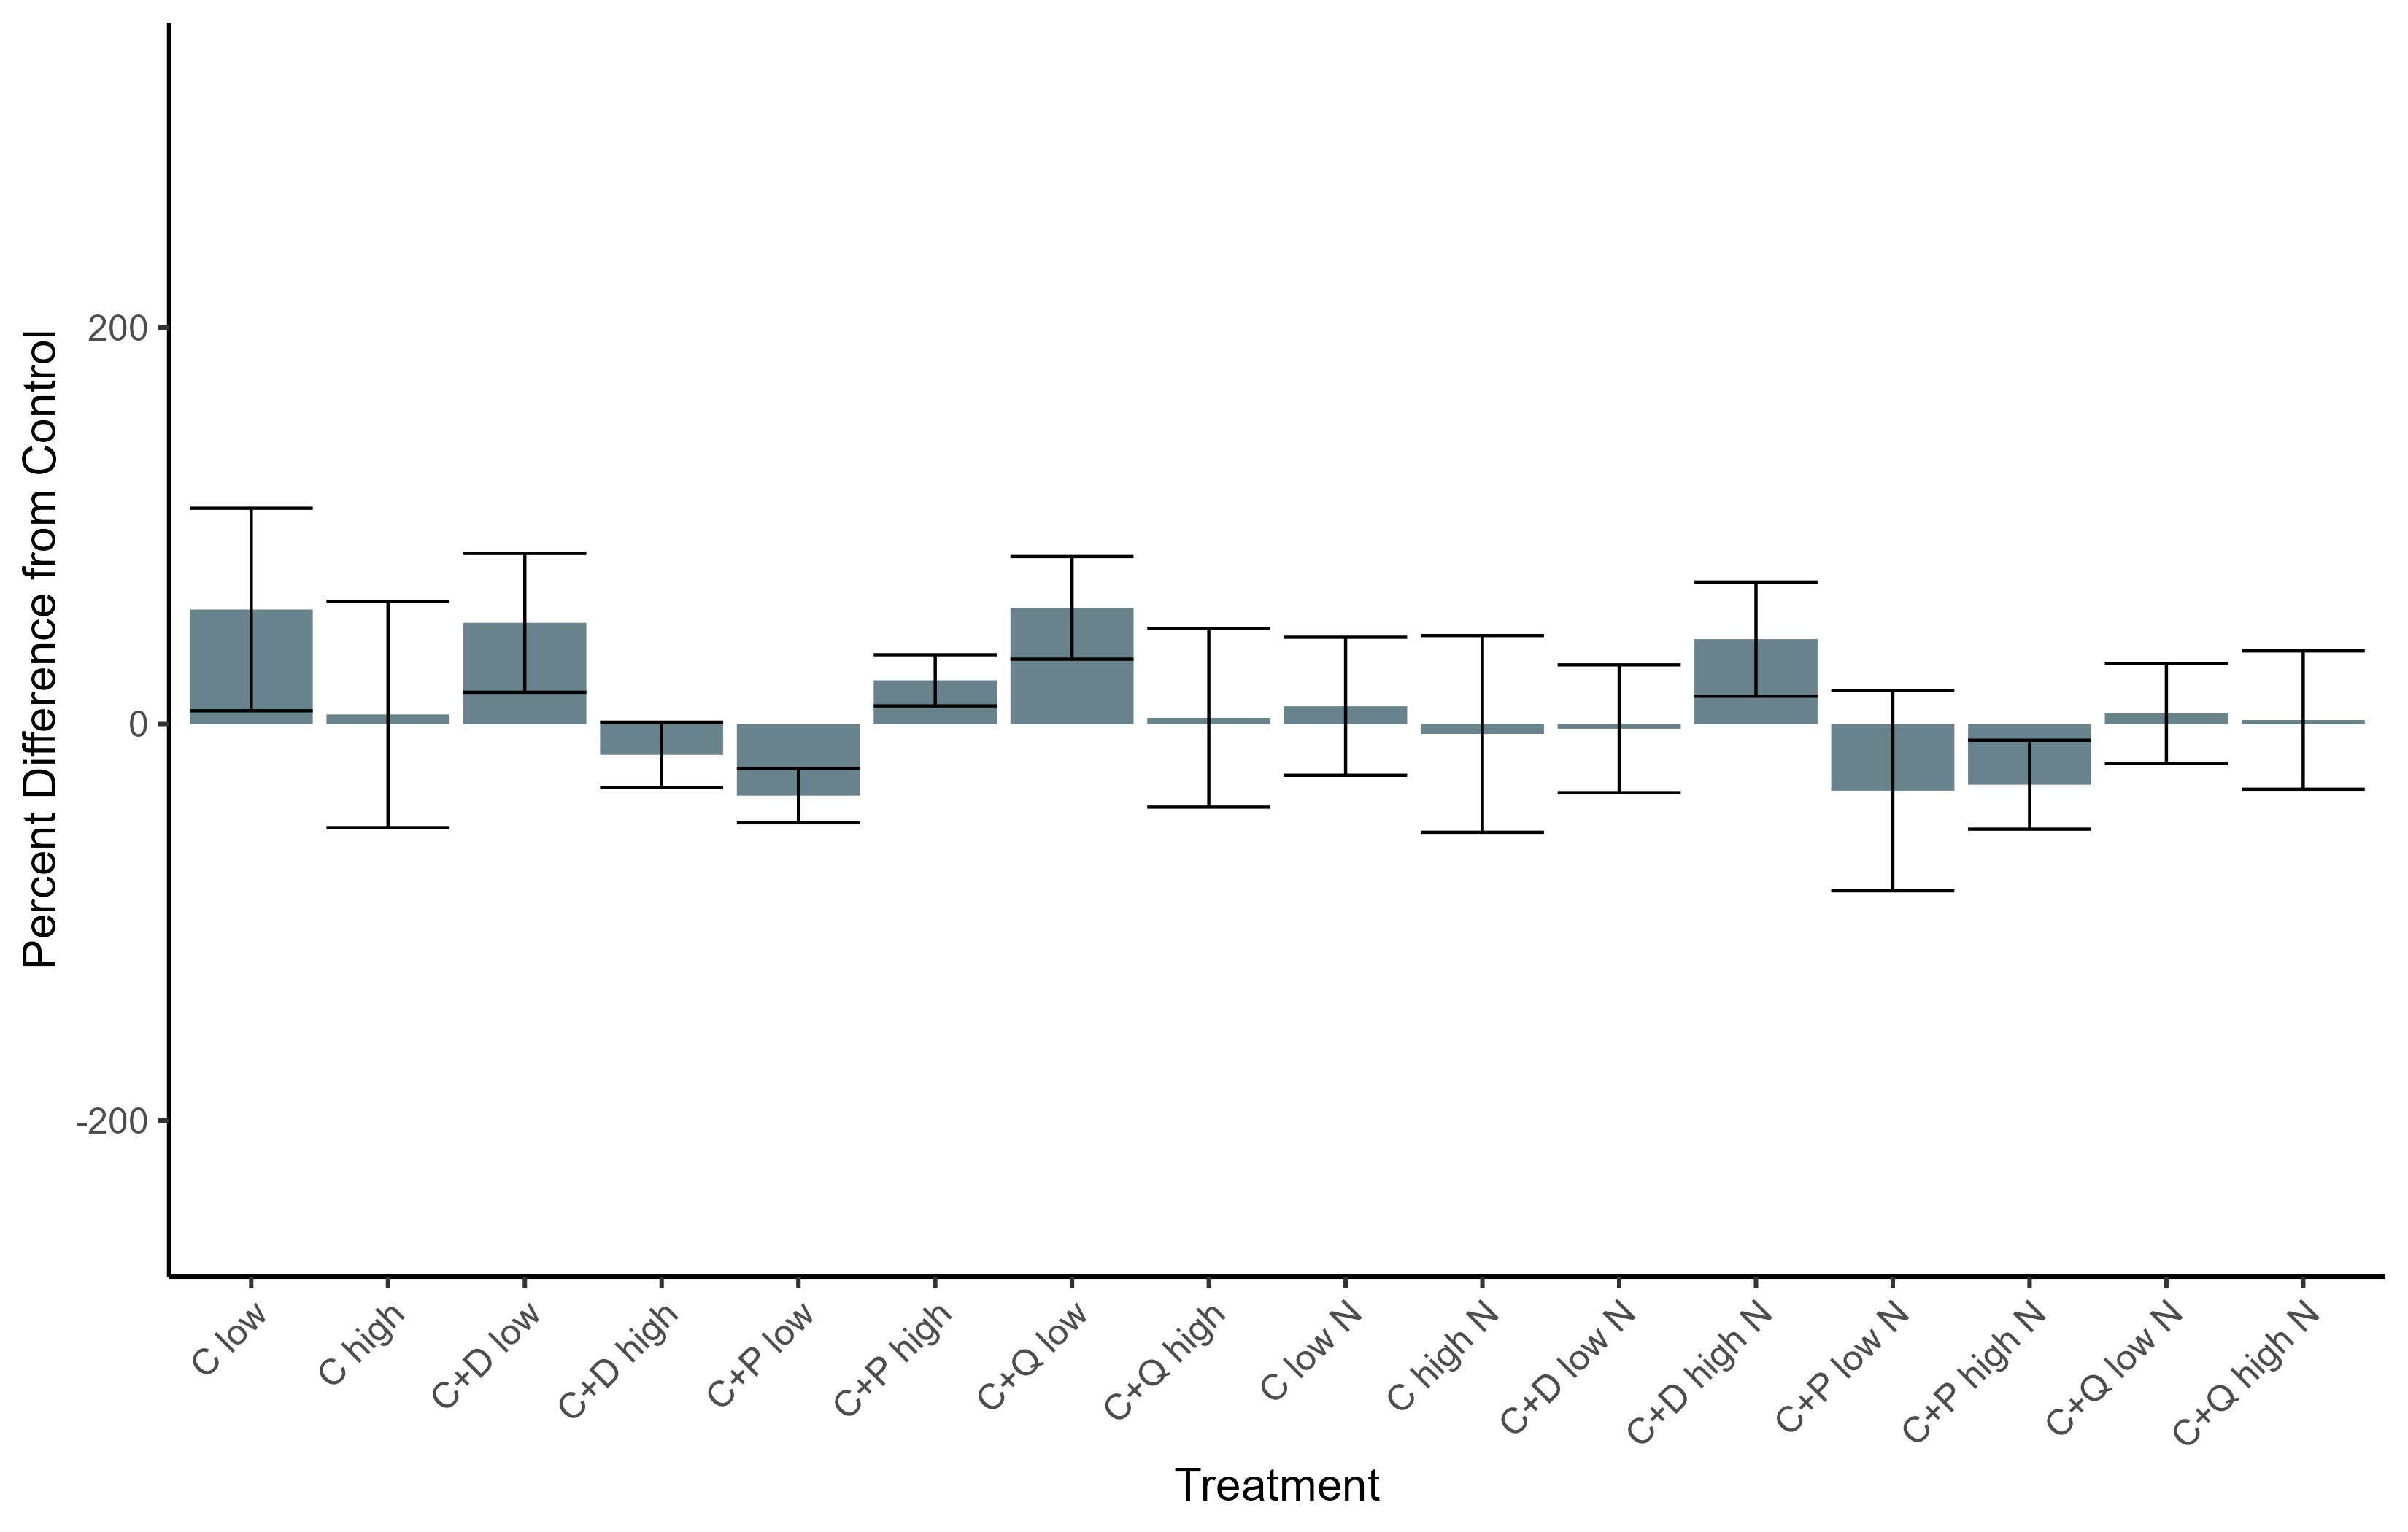 Percent Difference from Control
200
0
-200
C low
C high
C+D low
C+D high
C+P low
C+P high
C+Q low
C+Q high
C low N
C high N
C+D low N
C+D high N
C+P low N
C+P high N
C+Q low N
C+Q high N
Treatment